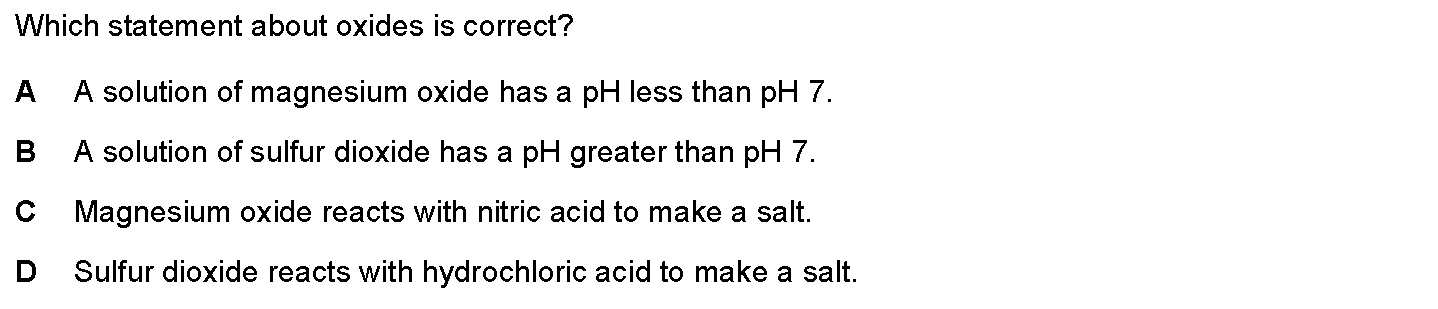 Which statement about oxides is correct?
A A solution of magnesium oxide has a pH less than pH 7.
B A solution of sulfur dioxide has a pH greater than pH 7.
C Magnesium oxide reacts with nitric acid to make a salt.
D Sulfur dioxide reacts with hydrochloric acid to make a salt.